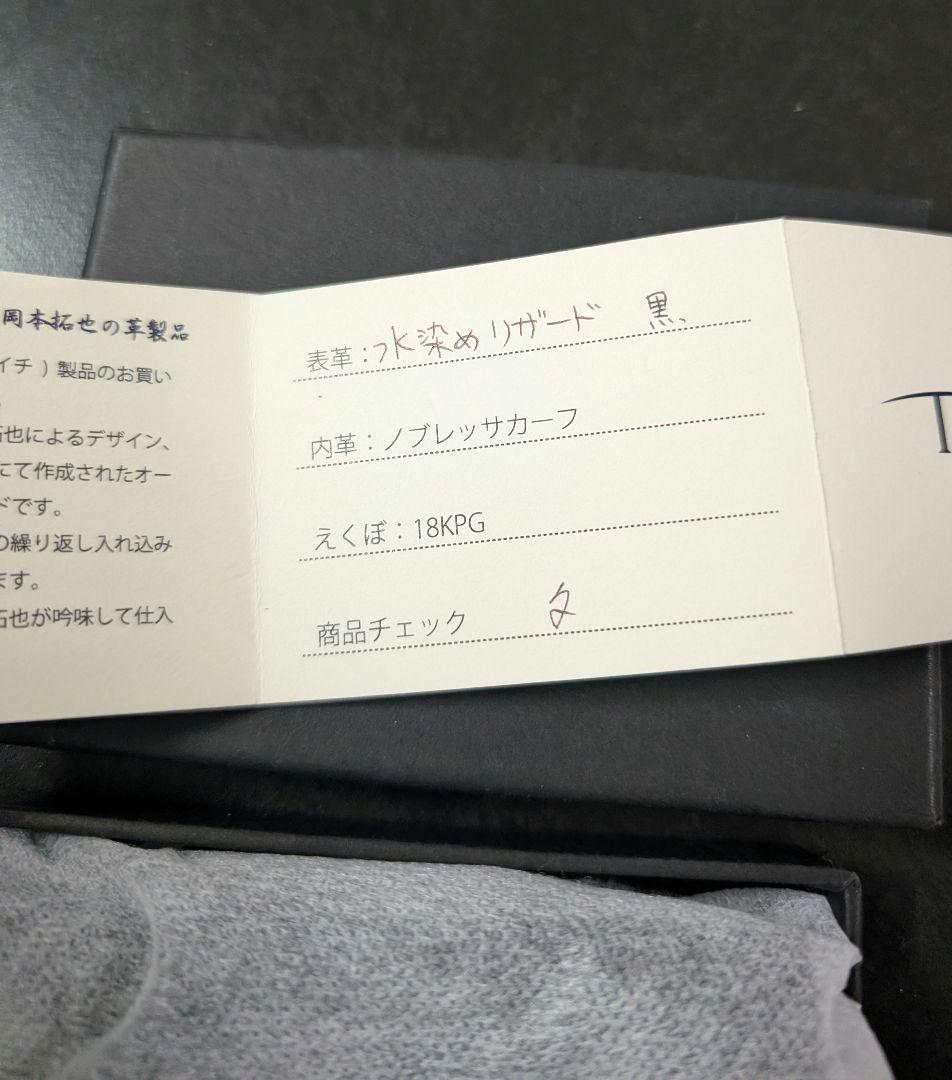 岡本拓也の革製品
イチ ) 製品のお買い
拓也によるデザイン、
にて作成されたオー
ドです。
の繰り返し入れ込み
ます。
拓也が吟味して仕入
表革：水染めリザード 黒
内革：ノブレッサカーフ
えくぼ：18KPG
商品チェック
T